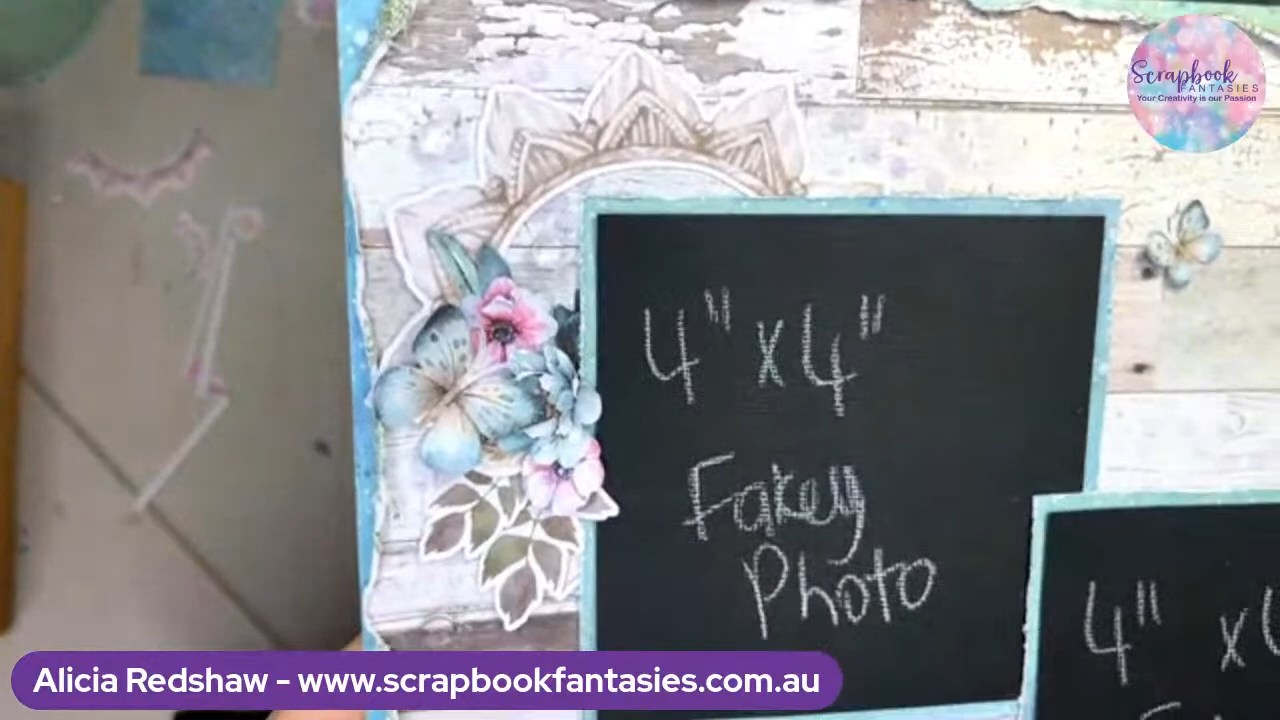 Scrapbook
FANTASIES
Your Creativity is our Passion
4" x 4"
Fakey
Photo
4" x
Alicia Redshaw - www.scrapbookfantasies.com.au